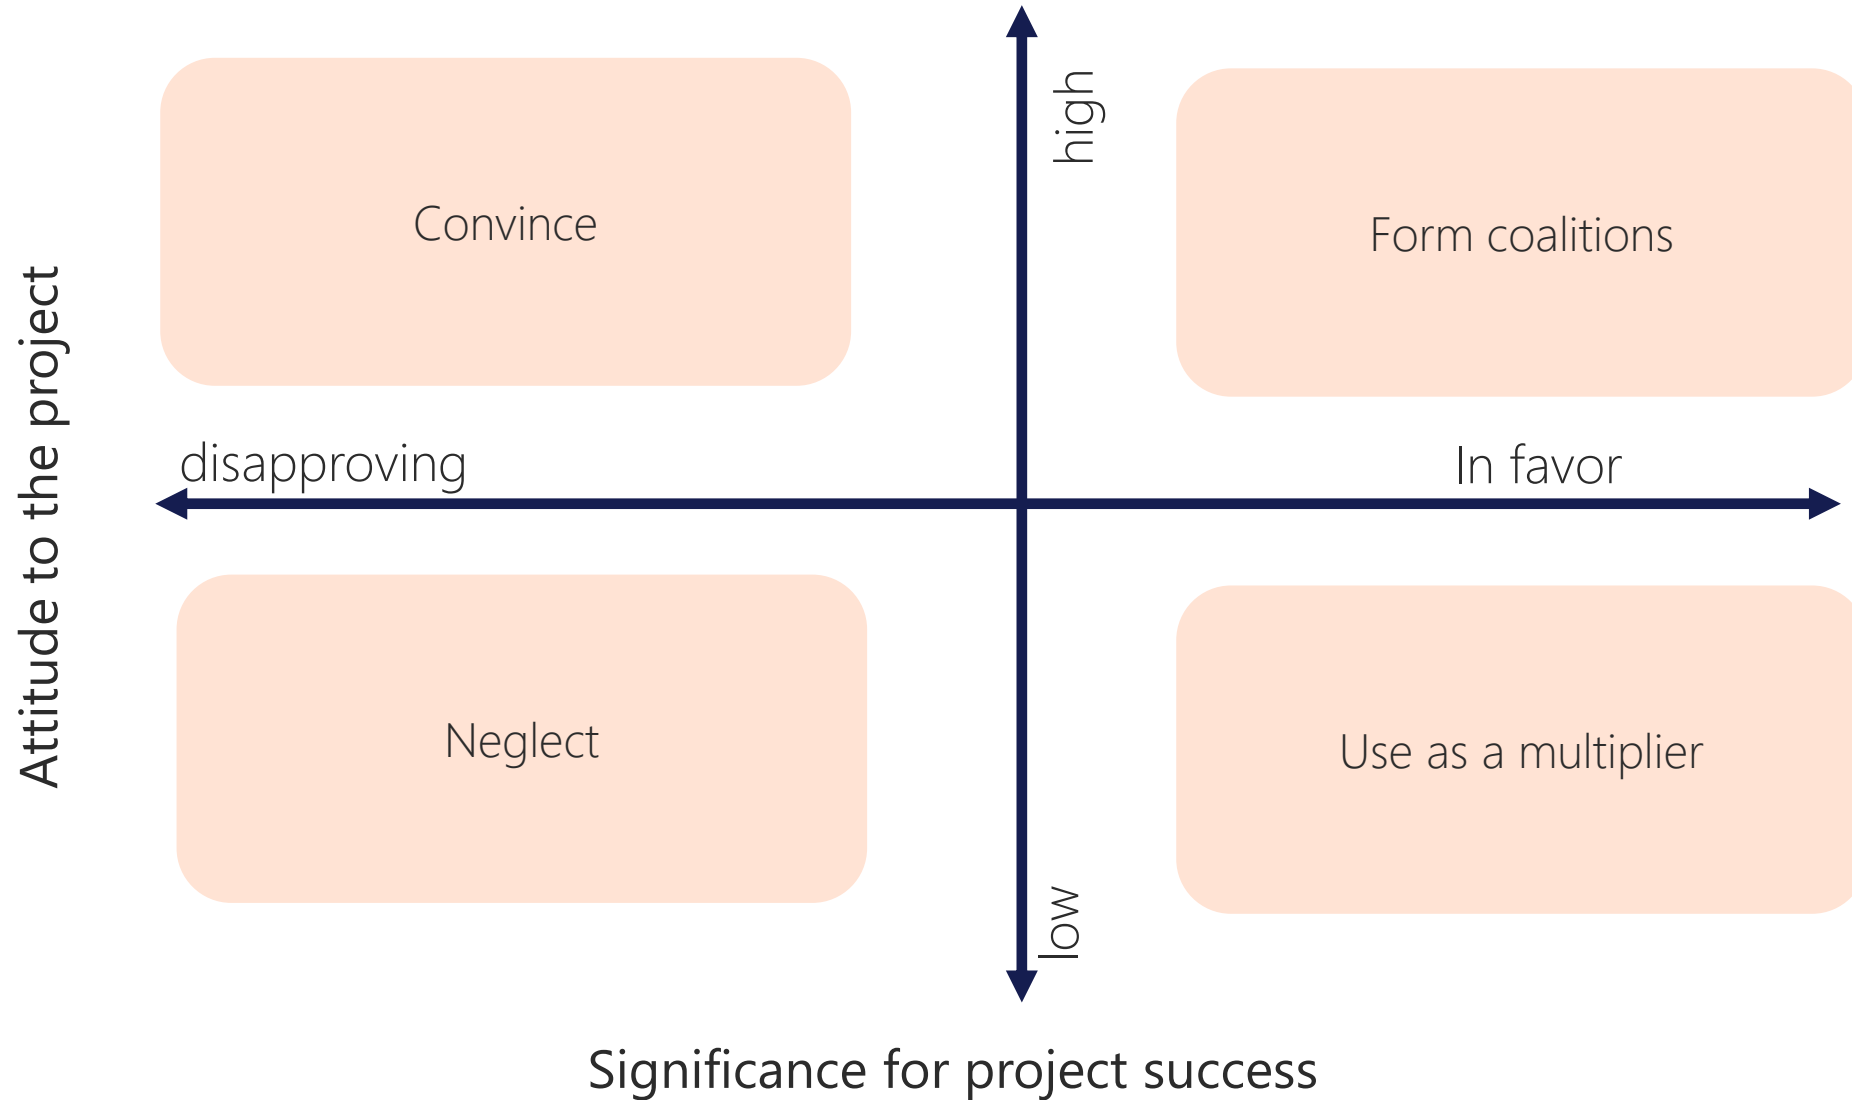 high
Convince
Form coalitions
Attitude to the project
disapproving
In favor
Neglect
Use as a multiplier
low
Significance for project success